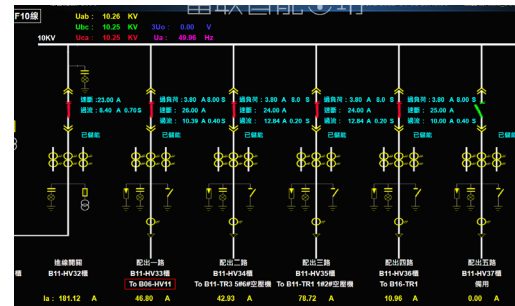 F10線
Uab : 10.26 KV
Ubc : 10.25 KV 3Uo : 0.00 V
10KV Uca : 10.25 KV Ua : 49.96 Hz
過負荷 : 3.80 A 8.00 S 過負荷 : 3.80 A 8.0 S 過負荷 : 3.80 A 8.0 S 過負荷 : 3.80 A 8.00 S
速斷 :23.00 A 速斷 : 26.00 A 速斷 : 24.00 A 速斷 : 24.00 A 速斷 : 25.00 A
過流 : 8.40 A 0.70 S 過流 : 10.39 A 0.40 S 過流 : 12.84 A 0.20 S 過流 : 12.84 A 0.20 S 過流 : 10.00 A 0.40 S
已儲能 已儲能 已儲能 已儲能 已儲能 已儲能
進線開關 配出一路 配出二路 配出三路 配出四路 配出五路
櫃 B11-HV32櫃 B11-HV33櫃 B11-HV34櫃 B11-HV35櫃 B11-HV36櫃 B11-HV37櫃
To B06-HV11 To B11-TR3 5#6#空壓機 To B11-TR1 1#2#空壓機 To B16-TR1 備用
Ia : 181.12 A 46.80 A 42.93 A 78.72 A 10.96 A 0.00 A